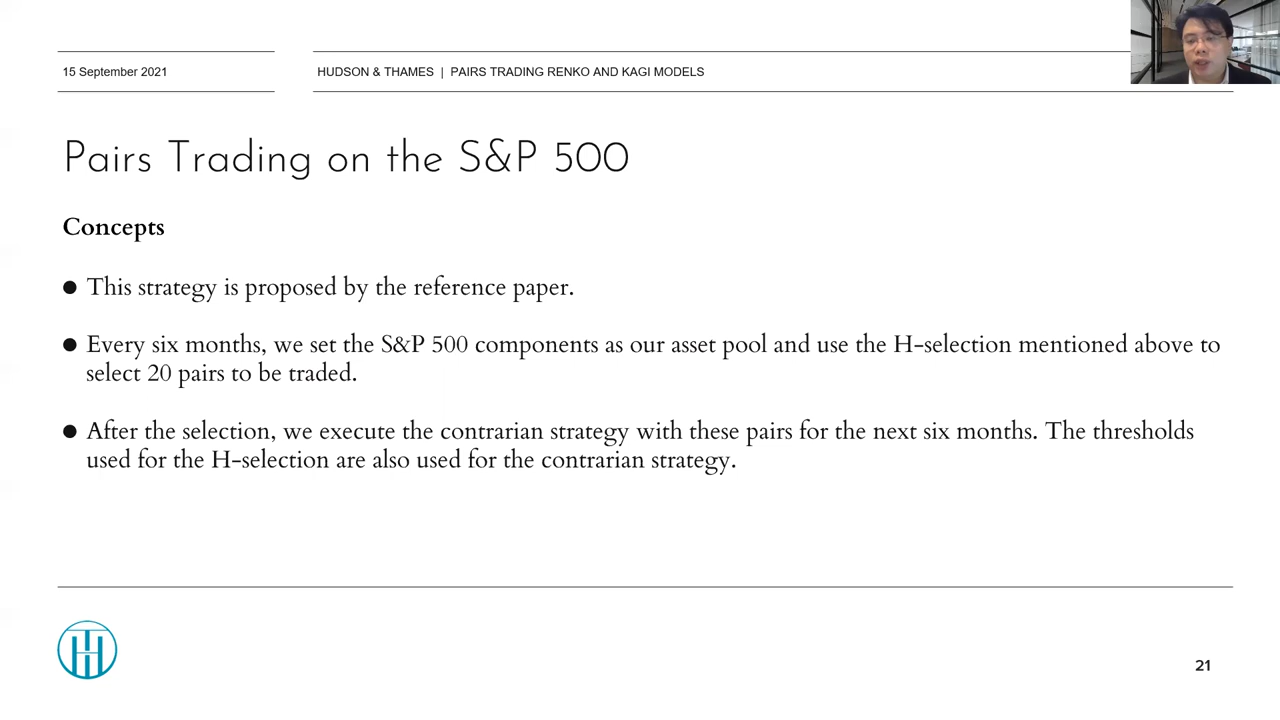 15 September 2021
HUDSON & THAMES | PAIRS TRADING RENKO AND KAGI MODELS
Pairs Trading on the S&P 500
Concepts
● This strategy is proposed by the reference paper.
● Every six months, we set the S&P 500 components as our asset pool and use the H-selection mentioned above to
select 20 pairs to be traded.
● After the selection, we execute the contrarian strategy with these pairs for the next six months. The thresholds
used for the H-selection are also used for the contrarian strategy.
21